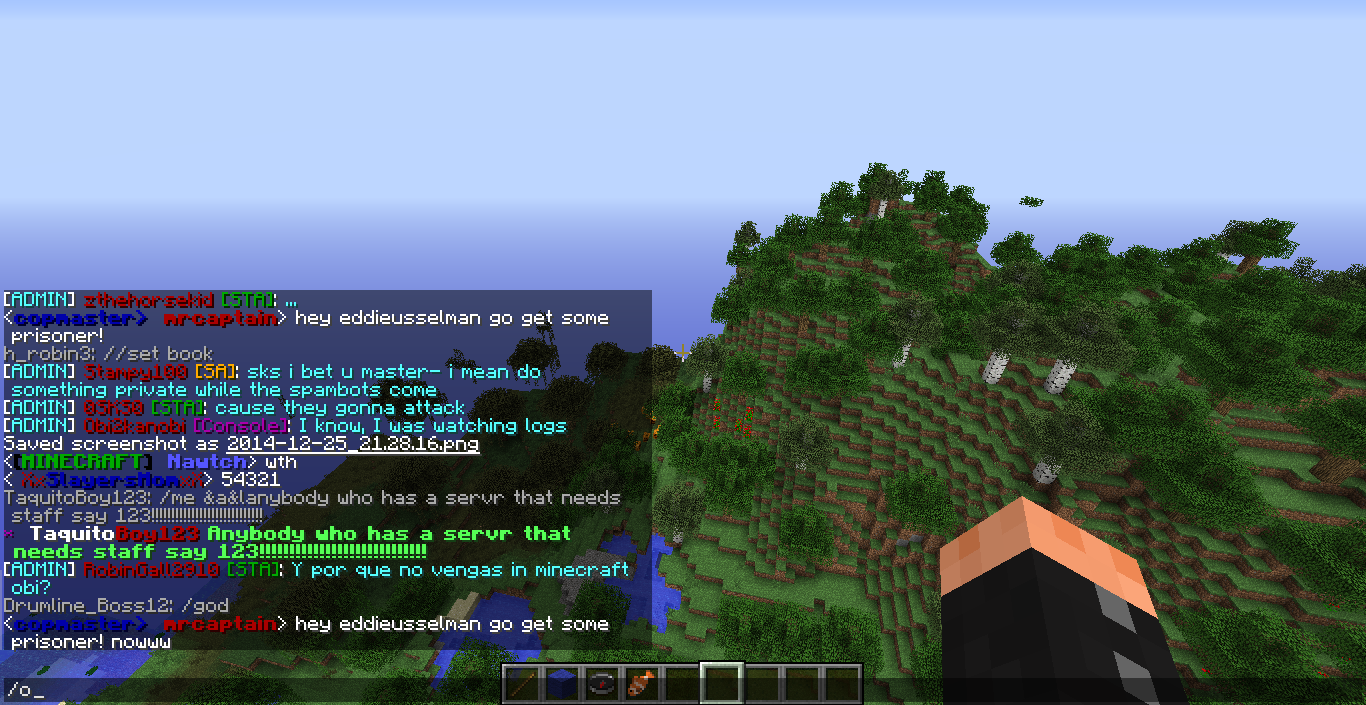 [ADMIN] zthehorsekid [STA]: ...
<copmaster> mrcaptain> hey eddieusselman go get some
prisoner!
h_robin3: //set book
[ADMIN] Stampy100 [SA]: sks i bet u master- i mean do
something private while the spambots come
[ADMIN] 0SKS0 [STA]: cause they gonna attack
[ADMIN] Obi2kanobi [Console]: I know, I was watching logs
Saved screenshot as 2014-12-25_21.28.16.png
<[MINECRAFT] Nawtch> wth
< XxSlayersMomxX> 54321
TaquitoBoy123: /me &a&lanybody who has a servr that needs
staff say 123!!!!!!!!!!!!!!!!!!!!!!!!!!!!
* TaquitoBoy123 Anybody who has a servr that
needs staff say 123!!!!!!!!!!!!!!!!!!!!!!!!!!!!
[ADMIN] RobinGall2910 [STA]: Y por que no vengas in minecraft
obi?
Drumline_Boss12: /god
<copmaster> mrcaptain> hey eddieusselman go get some
prisoner! nowww
/o_